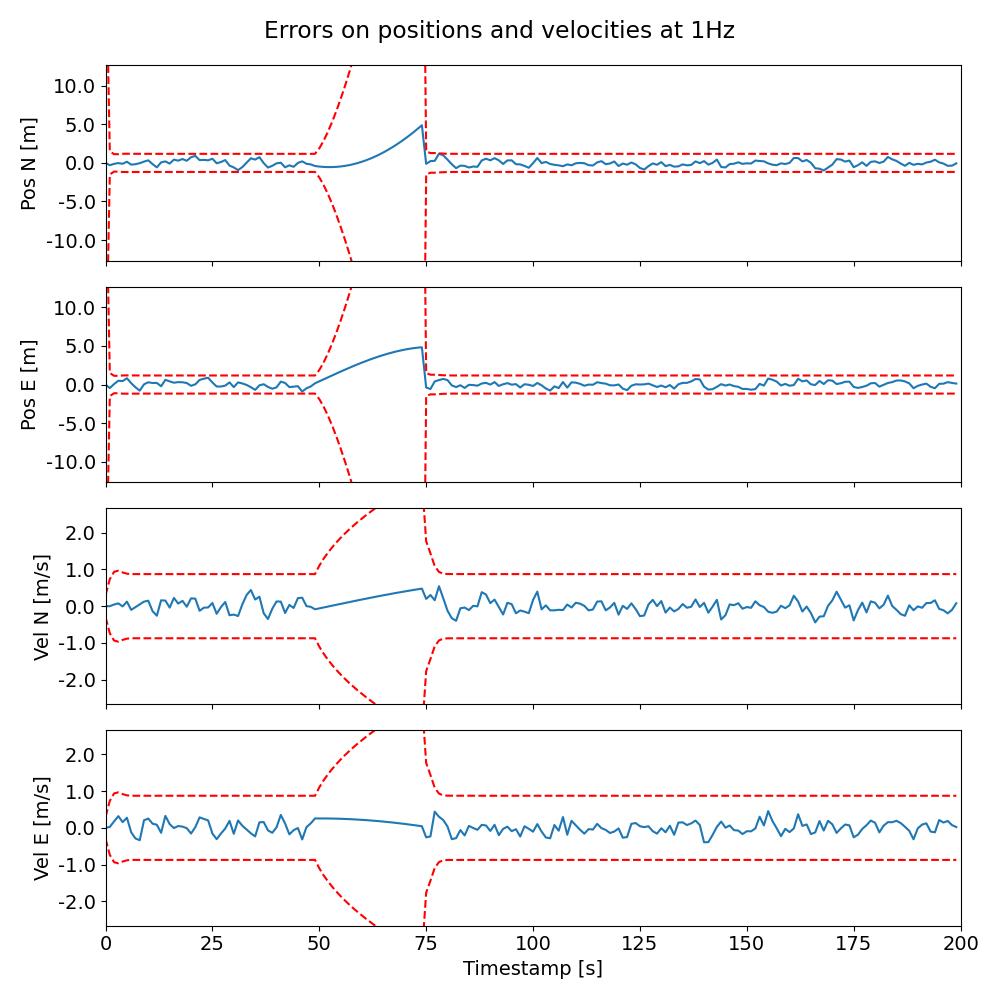 Errors on positions and velocities at 1Hz
Pos N [m]
10.0
5.0
0.0
-5.0
-10.0
Pos E [m]
10.0
5.0
0.0
-5.0
-10.0
Vel N [m/s]
2.0
1.0
0.0
-1.0
-2.0
Vel E [m/s]
2.0
1.0
0.0
-1.0
-2.0
0 25 50 75 100 125 150 175 200
Timestamp [s]